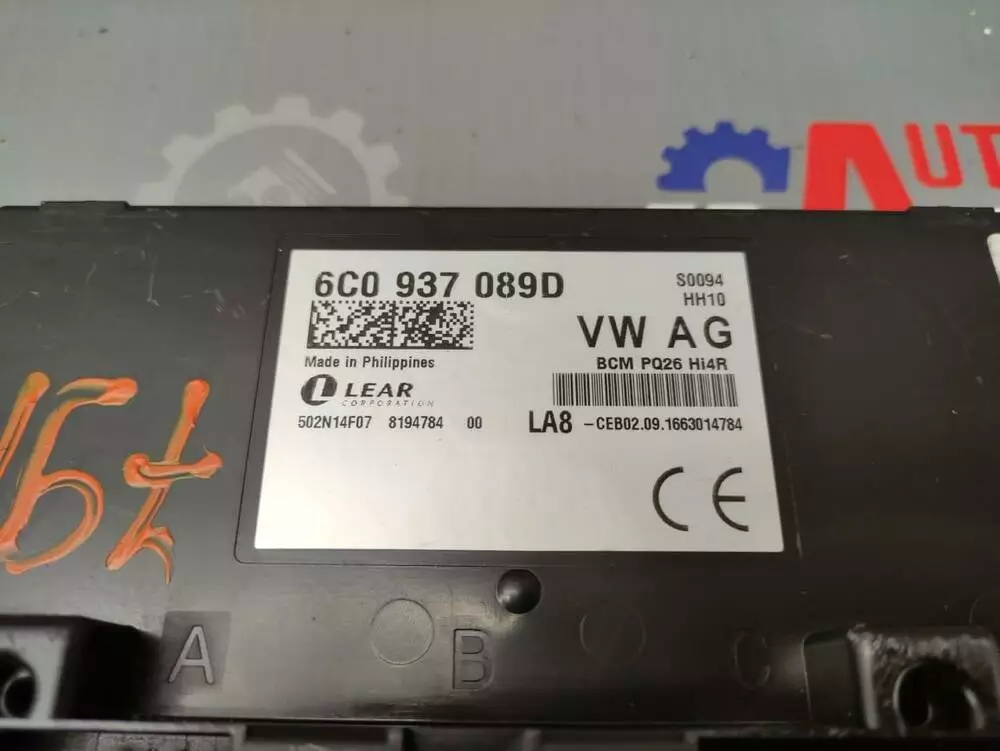 AUT
6C0 937 089D
S0094
HH10
VW AG
Made in Philippines
BCM PQ26 Hi4R
LEAR
CORPORATION
502N14F07 8194784 00
LA8 -CEB02.09.1663014784
CE
A
B
C